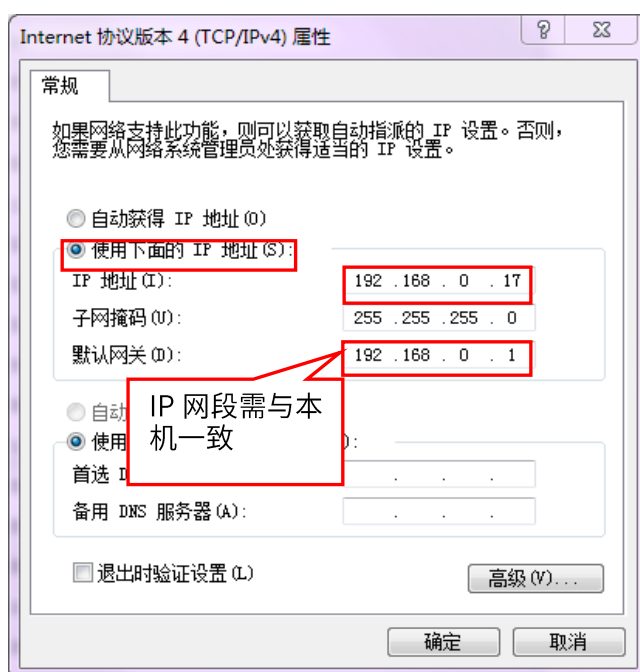 Internet 协议版本 4 (TCP/IPv4) 属性
常规
如果网络支持此功能，则可以获取自动指派的 IP 设置。否则，
您需要从网络系统管理员处获得适当的 IP 设置。
自动获得 IP 地址(O)
使用下面的 IP 地址(S):
IP 地址(I): 192 .168 . 0 . 17
子网掩码(U): 255 .255 .255 . 0
默认网关(D): 192 .168 . 0 . 1
IP 网段需与本
机一致
自动
使用 ):
首选 D . . .
备用 DNS 服务器(A): . . .
退出时验证设置(L)
高级(V)...
确定 取消